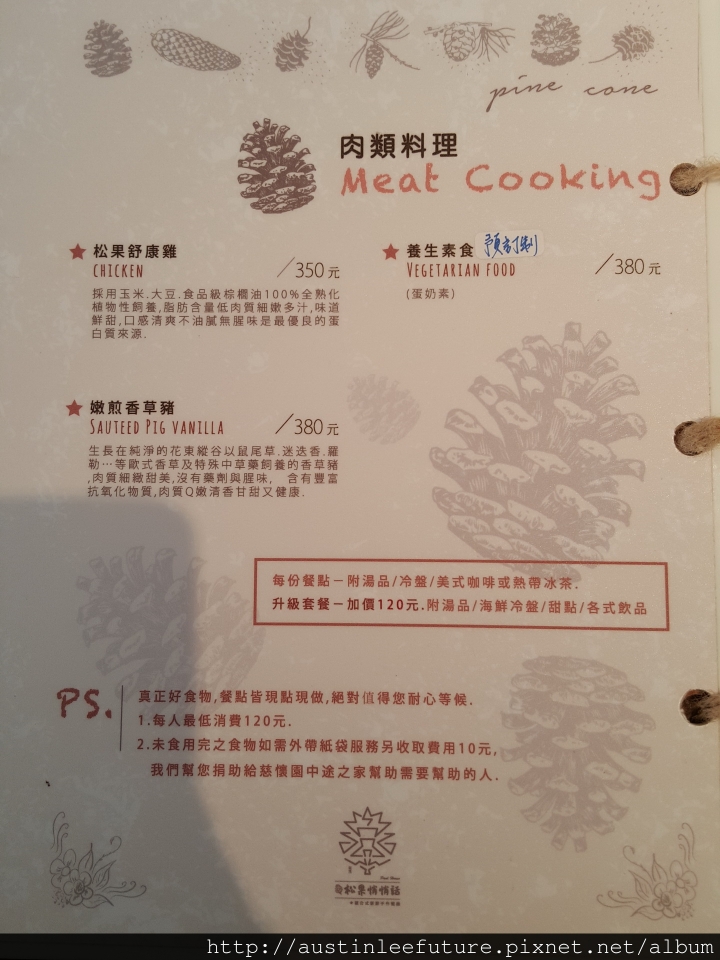 pine cone
肉類料理
Meat Cooking
松果舒康雞
CHICKEN /350元
採用玉米.大豆.食品級棕櫚油100%全熟化
植物性飼養,脂肪含量低肉質細嫩多汁,味道
鮮甜,口感清爽不油膩無腥味是最優良的蛋
白質來源.
養生素食 預訂制
VEGETARIAN FOOD /380元
(蛋奶素)
嫩煎香草豬
SAUTEED PIG VANILLA /380元
生長在純淨的花東縱谷以鼠尾草.迷迭香.羅
勒…等歐式香草及特殊中草藥飼養的香草豬
,肉質細緻甜美,沒有藥劑與腥味, 含有豐富
抗氧化物質,肉質Q嫩清香甘甜又健康.
每份餐點－附湯品/冷盤/美式咖啡或熱帶冰茶.
升級套餐－加價120元.附湯品/海鮮冷盤/甜點/各式飲品
PS.
真正好食物,餐點皆現點現做,絕對值得您耐心等候.
1.每人最低消費120元.
2.未食用完之食物如需外帶紙袋服務另收取費用10元,
我們幫您捐助給慈懷園中途之家幫助需要幫助的人.
松果悄悄話
http://austinleefuture.pixnet.net/album